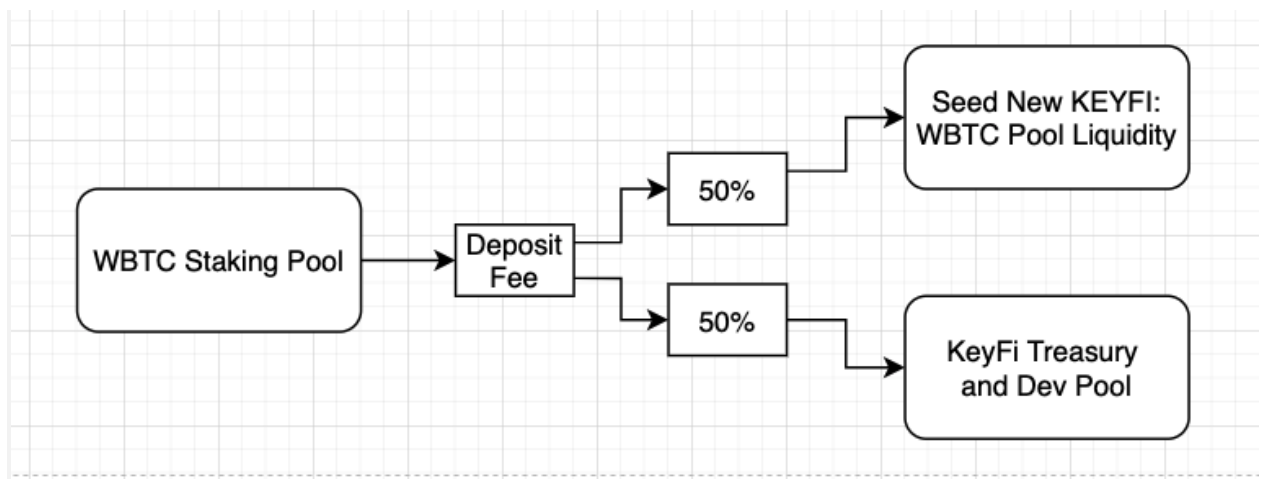 WBTC Staking Pool
Deposit
Fee
50%
50%
Seed New KEYFI:
WBTC Pool Liquidity
KeyFi Treasury
and Dev Pool